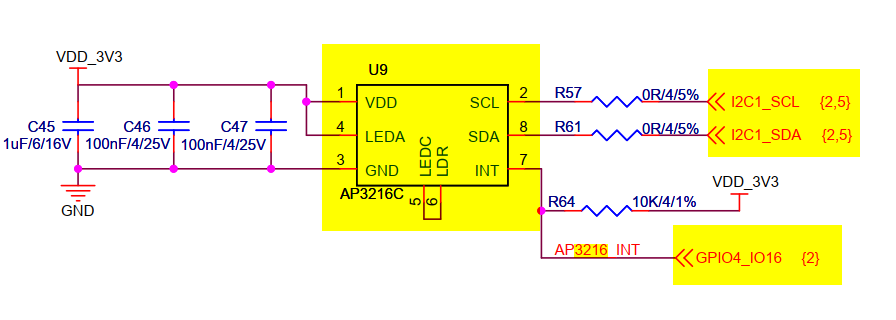 VDD_3V3
C45
1uF/6/16V
C46
100nF/4/25V
C47
100nF/4/25V
GND
U9
1
VDD
4
LEDA
3
GND
AP3216C
LEDC
LDR
5
6
SCL
2
SDA
8
INT
7
R57
0R/4/5%
I2C1_SCL {2,5}
R61
0R/4/5%
I2C1_SDA {2,5}
R64
10K/4/1%
VDD_3V3
AP3216 INT
GPIO4_IO16 {2}